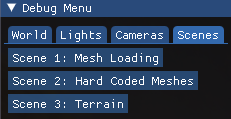 Debug Menu
World Lights Cameras Scenes
Scene 1: Mesh Loading
Scene 2: Hard Coded Meshes
Scene 3: Terrain